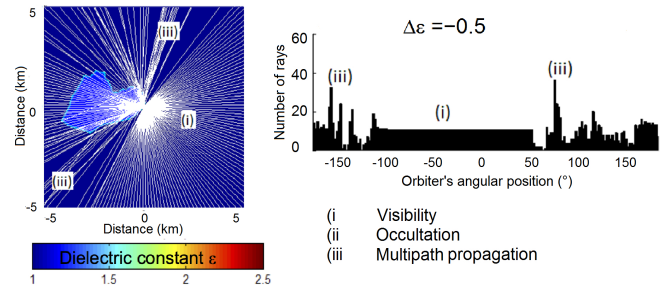 5
(iii)
Distance (km)
0
(i)
(iii)
-5
-5
0
5
Distance (km)
Dielectric constant ε
1
1.5
2
2.5
Δε =−0.5
Number of rays
60
40
20
0
(iii)
(i)
(iii)
-150
-100
-50
0
50
100
150
Orbiter's angular position (°)
(i Visibility
(ii Occultation
(iii Multipath propagation